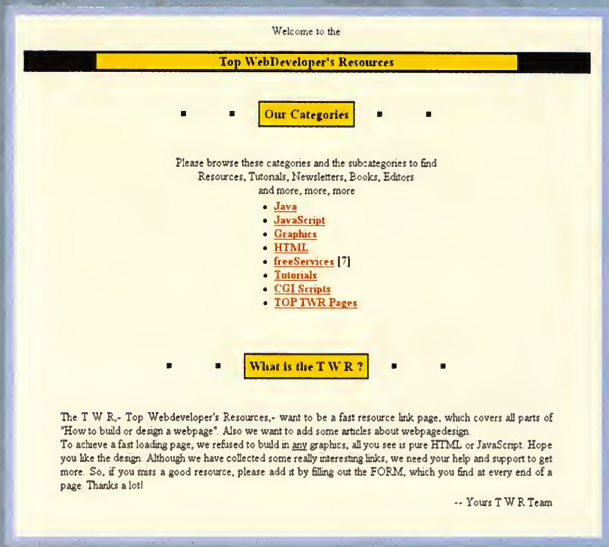 Welcome to the
Top WebDeveloper's Resources
Our Categories
Please browse these categories and the subcategories to find
Resources, Tutorials, Newsletters, Books, Editors
and more, more, more
Java
JavaScript
Graphics
HTML
freeServices [7]
Tutorials
CGI Scripts
TOP TWR Pages
What is the T W R ?
The T W R,- Top Webdeveloper's Resources,- want to be a fast resource link page, which covers all parts of
"How to build or design a webpage". Also we want to add some articles about webpagedesign.
To achieve a fast loading page, we refused to build in any graphics, all you see is pure HTML or JavaScript. Hope
you like the design. Although we have collected some really interesting links, we need your help and support to get
more. So, if you miss a good resource, please add it by filling out the FORM, which you find at every end of a
page. Thanks a lot!
-- Yours T W R Team